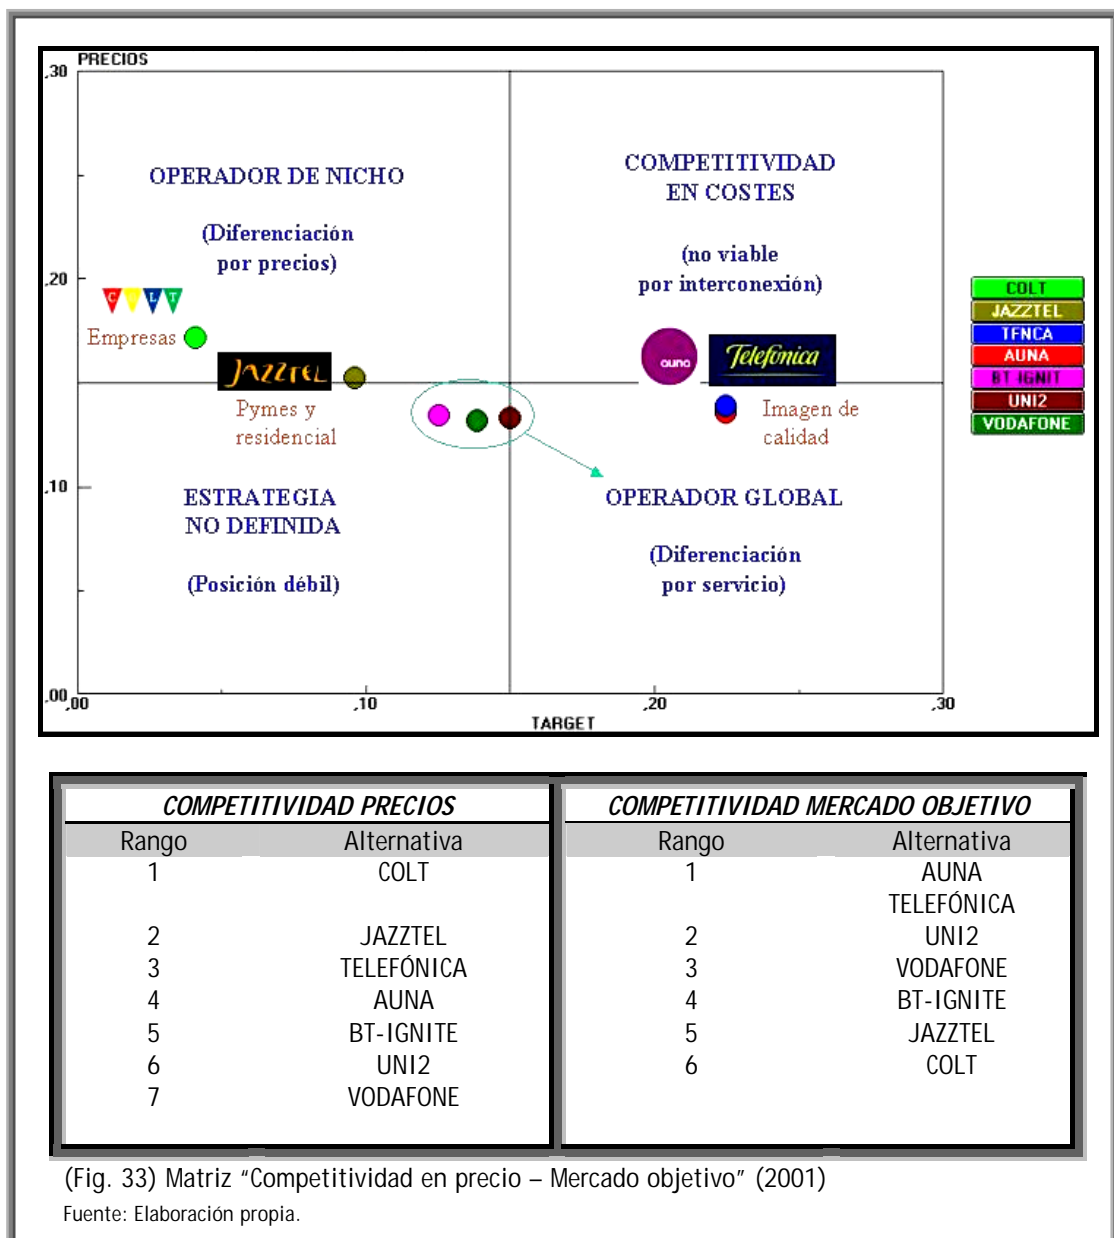 PRECIOS
,30
OPERADOR DE NICHO
(Diferenciación
por precios)
COMPETITIVIDAD
EN COSTES
(no viable
por interconexión)
,20
C L T
Empresas
JAZZTEL
Pymes y
residencial
auna
Telefónica
Imagen de
calidad
COLT
JAZZTEL
TFNCA
AUNA
BT-IGNIT
UNI2
VODAFONE
,10
ESTRATEGIA
NO DEFINIDA
(Posición débil)
OPERADOR GLOBAL
(Diferenciación
por servicio)
,00
,00
,10
,20
,30
TARGET
COMPETITIVIDAD PRECIOS
Rango Alternativa
1 COLT
2 JAZZTEL
3 TELEFÓNICA
4 AUNA
5 BT-IGNITE
6 UNI2
7 VODAFONE
COMPETITIVIDAD MERCADO OBJETIVO
Rango Alternativa
1 AUNA
TELEFÓNICA
2 UNI2
3 VODAFONE
4 BT-IGNITE
5 JAZZTEL
6 COLT
(Fig. 33) Matriz “Competitividad en precio – Mercado objetivo” (2001)
Fuente: Elaboración propia.